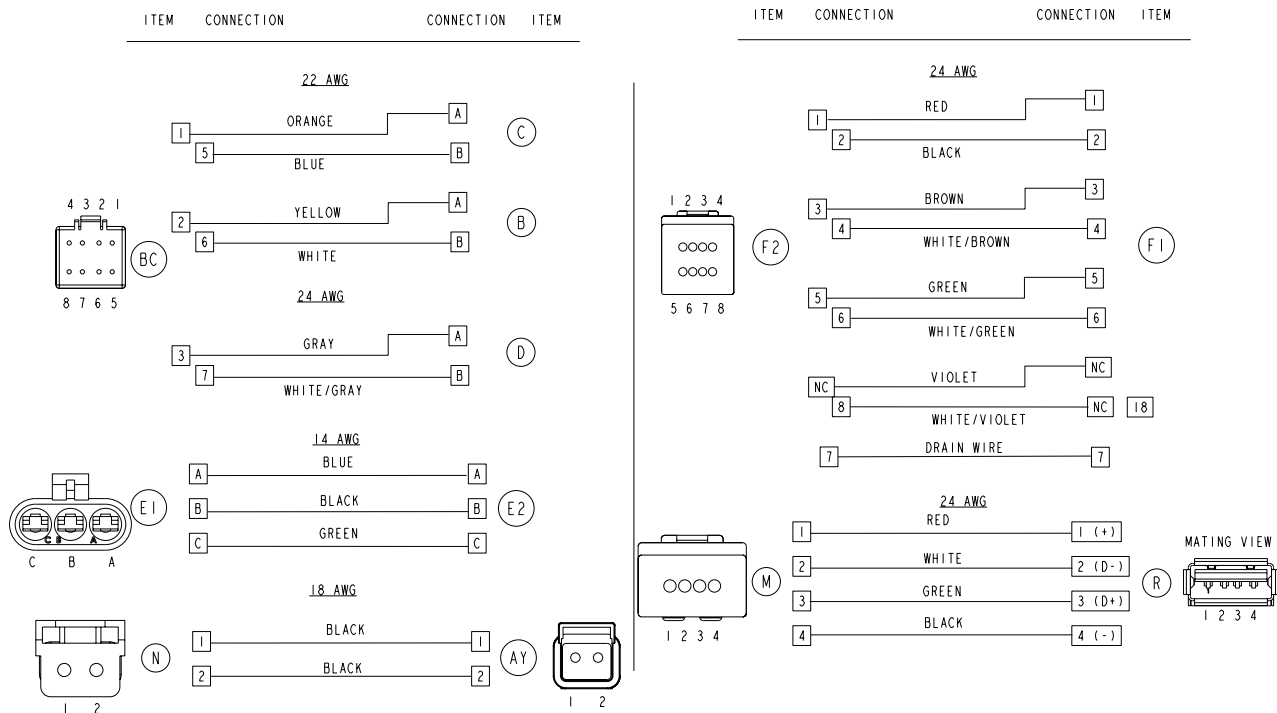 ITEM CONNECTION CONNECTION ITEM
22 AWG
ORANGE
1 A
C
5 B
BLUE
YELLOW
2 A
B
6 B
WHITE
4 3 2 1
BC
8 7 6 5
24 AWG
GRAY
3 A
D
7 B
WHITE/GRAY
14 AWG
BLUE
A A
BLACK
E1 B B E2
GREEN
C C
C B A
C B A
18 AWG
BLACK
1 1
N AY
BLACK
2 2
1 2
1 2
ITEM CONNECTION CONNECTION ITEM
24 AWG
RED
1 1
2 2
BLACK
BROWN
3 3
4 4
WHITE/BROWN
1 2 3 4
F2 F1
5 6 7 8
GREEN
5 5
6 6
WHITE/GREEN
VIOLET
NC NC
8 NC 18
WHITE/VIOLET
DRAIN WIRE
7 7
24 AWG
RED
1 1 (+)
WHITE
2 2 (D-)
M R
GREEN
3 3 (D+)
BLACK
4 4 (-)
1 2 3 4
MATING VIEW
1 2 3 4